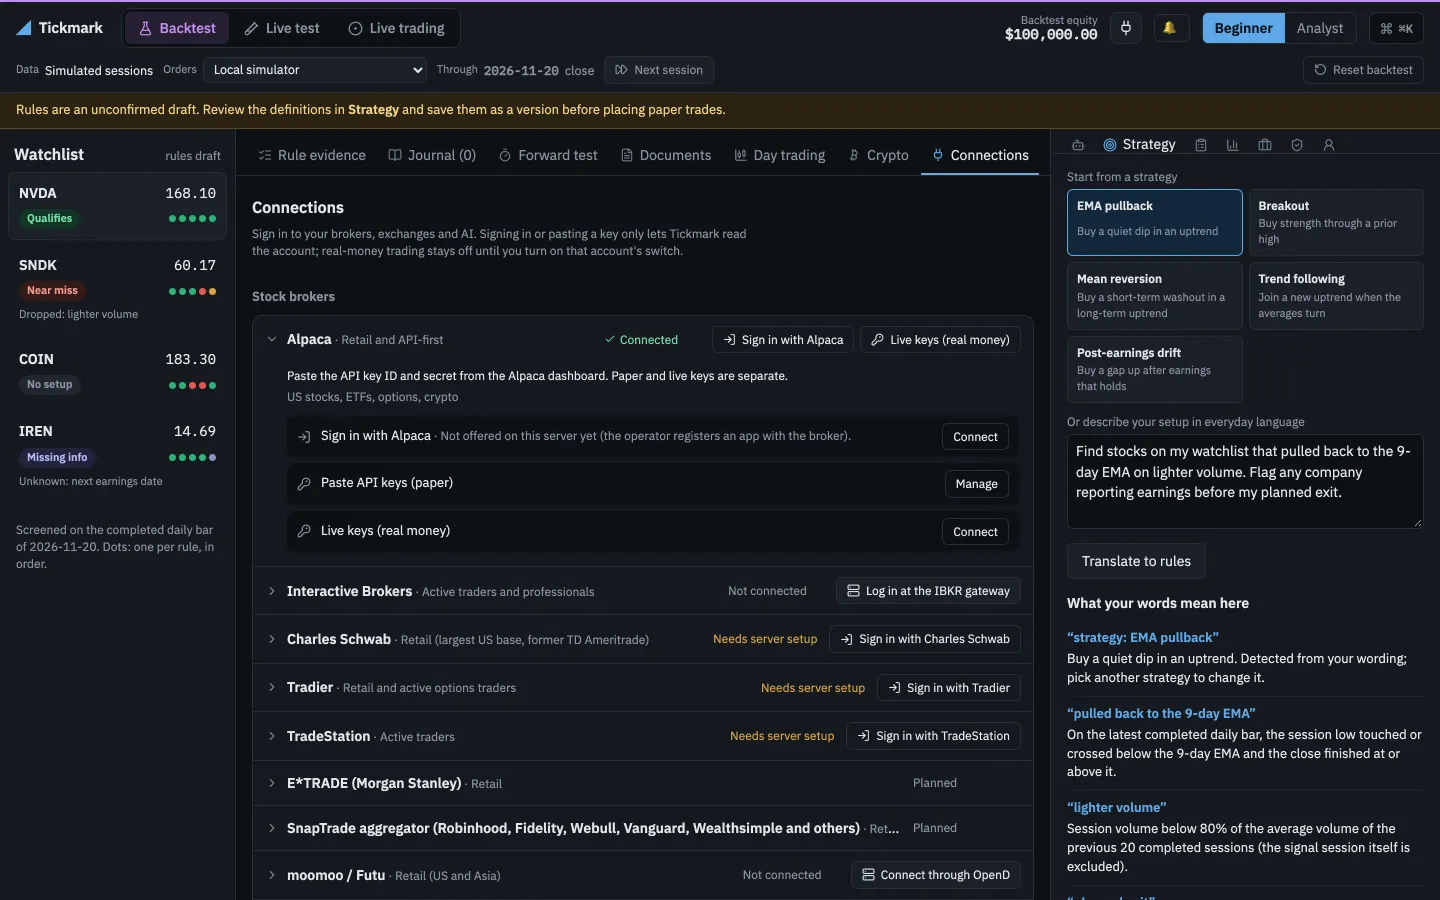 Tickmark
Backtest
Live test
Live trading
Backtest equity
$100,000.00
Beginner
Analyst
⌘ ⌘K
Data Simulated sessions Orders Local simulator Through 2026-11-20 close Next session
Reset backtest
Rules are an unconfirmed draft. Review the definitions in Strategy and save them as a version before placing paper trades.
Watchlist
rules draft
NVDA 168.10
Qualifies
SNDK 60.17
Near miss
Dropped: lighter volume
COIN 183.30
No setup
IREN 14.69
Missing info
Unknown: next earnings date
Screened on the completed daily bar
of 2026-11-20. Dots: one per rule, in
order.
Rule evidence
Journal (0)
Forward test
Documents
Day trading
Crypto
Connections
Connections
Sign in to your brokers, exchanges and AI. Signing in or pasting a key only lets Tickmark read
the account; real-money trading stays off until you turn on that account's switch.
Stock brokers
Alpaca · Retail and API-first
Connected
Sign in with Alpaca
Live keys (real money)
Paste the API key ID and secret from the Alpaca dashboard. Paper and live keys are separate.
US stocks, ETFs, options, crypto
Sign in with Alpaca · Not offered on this server yet (the operator registers an app with the broker).
Connect
Paste API keys (paper)
Manage
Live keys (real money)
Connect
Interactive Brokers · Active traders and professionals
Not connected
Log in at the IBKR gateway
Charles Schwab · Retail (largest US base, former TD Ameritrade)
Needs server setup
Sign in with Charles Schwab
Tradier · Retail and active options traders
Needs server setup
Sign in with Tradier
TradeStation · Active traders
Needs server setup
Sign in with TradeStation
E*TRADE (Morgan Stanley) · Retail
Planned
SnapTrade aggregator (Robinhood, Fidelity, Webull, Vanguard, Wealthsimple and others) · Ret...
Planned
moomoo / Futu · Retail (US and Asia)
Not connected
Connect through OpenD
Strategy
Start from a strategy
EMA pullback
Buy a quiet dip in an uptrend
Breakout
Buy strength through a prior
high
Mean reversion
Buy a short-term washout in a
long-term uptrend
Trend following
Join a new uptrend when the
averages turn
Post-earnings drift
Buy a gap up after earnings
that holds
Or describe your setup in everyday language
Find stocks on my watchlist that pulled back to the 9-
day EMA on lighter volume. Flag any company
reporting earnings before my planned exit.
Translate to rules
What your words mean here
“strategy: EMA pullback”
Buy a quiet dip in an uptrend. Detected from your wording;
pick another strategy to change it.
“pulled back to the 9-day EMA”
On the latest completed daily bar, the session low touched or
crossed below the 9-day EMA and the close finished at or
above it.
“lighter volume”
Session volume below 80% of the average volume of the
previous 20 completed sessions (the signal session itself is
excluded).